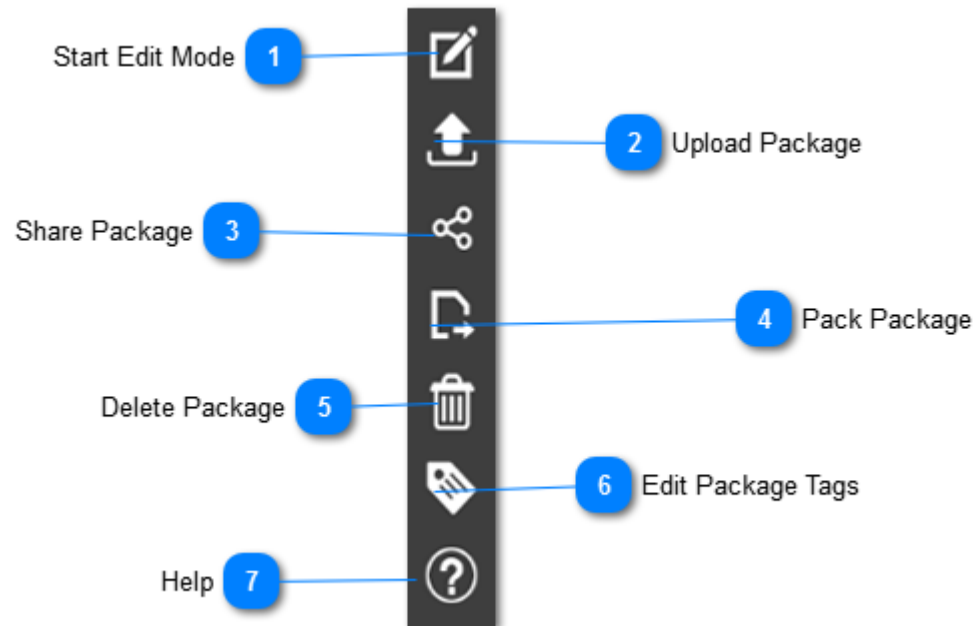 Start Edit Mode 1
2 Upload Package
Share Package 3
4 Pack Package
Delete Package 5
6 Edit Package Tags
Help 7 ?